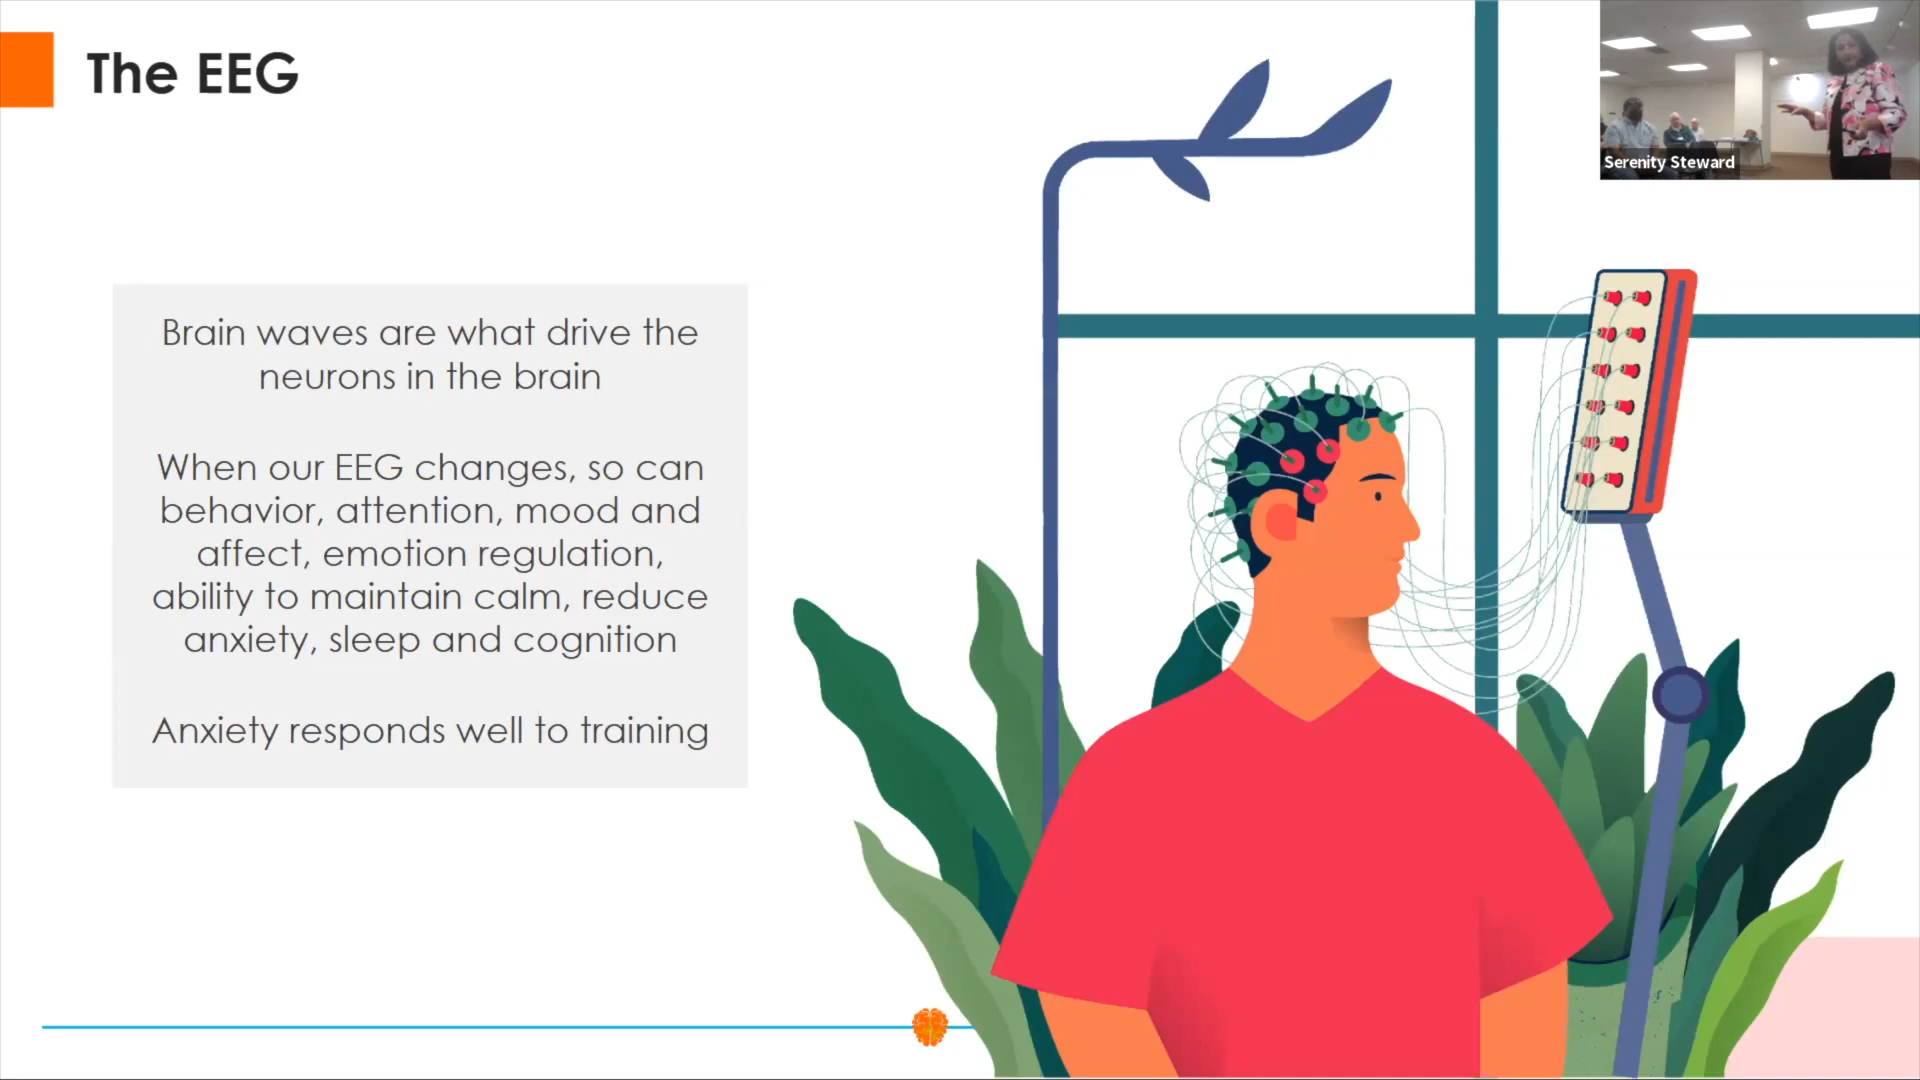 The EEG
Serenity Steward
Brain waves are what drive the
neurons in the brain
When our EEG changes, so can
behavior, attention, mood and
affect, emotion regulation,
ability to maintain calm, reduce
anxiety, sleep and cognition
Anxiety responds well to training